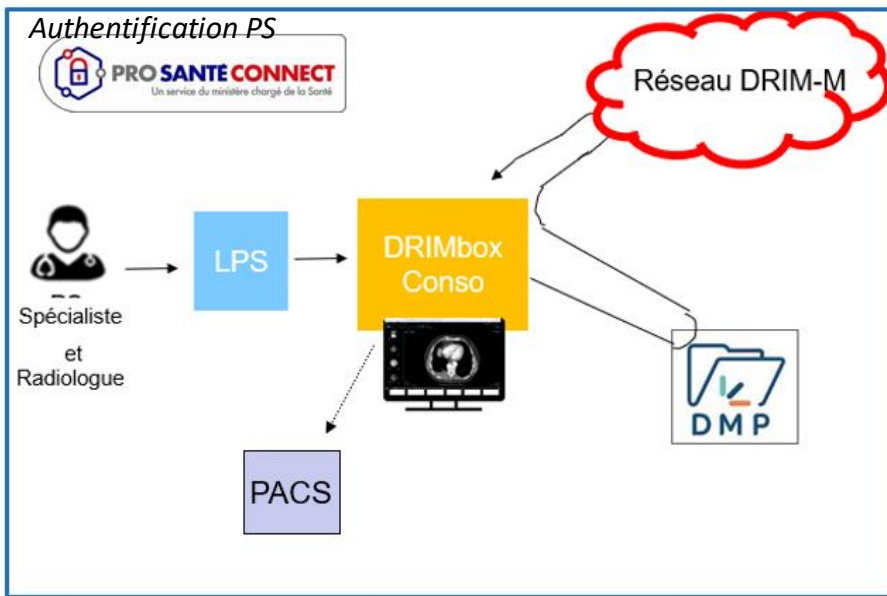 Authentification PS
PRO SANTÉ CONNECT
Un service du ministère chargé de la Santé
Réseau DRIM-M
LPS
DRIMbox
Conso
Spécialiste
et
Radiologue
DMP
PACS